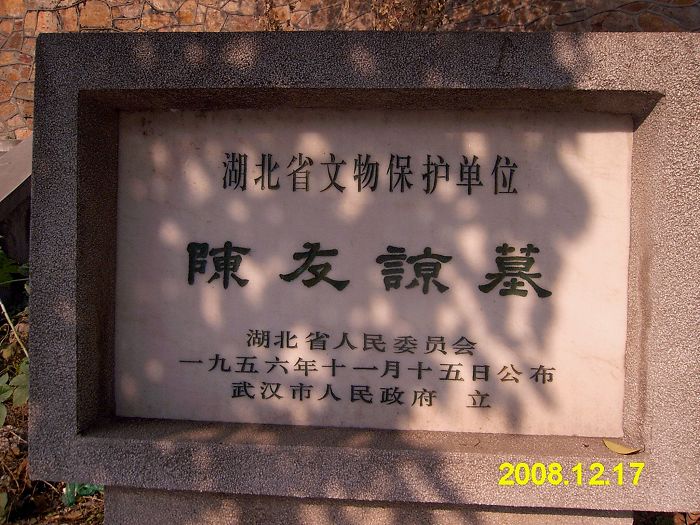 湖北省文物保护单位
陳友諒墓
湖北省人民委员会
一九五六年十一月十五日公布
武汉市人民政府 立
2008.12.17